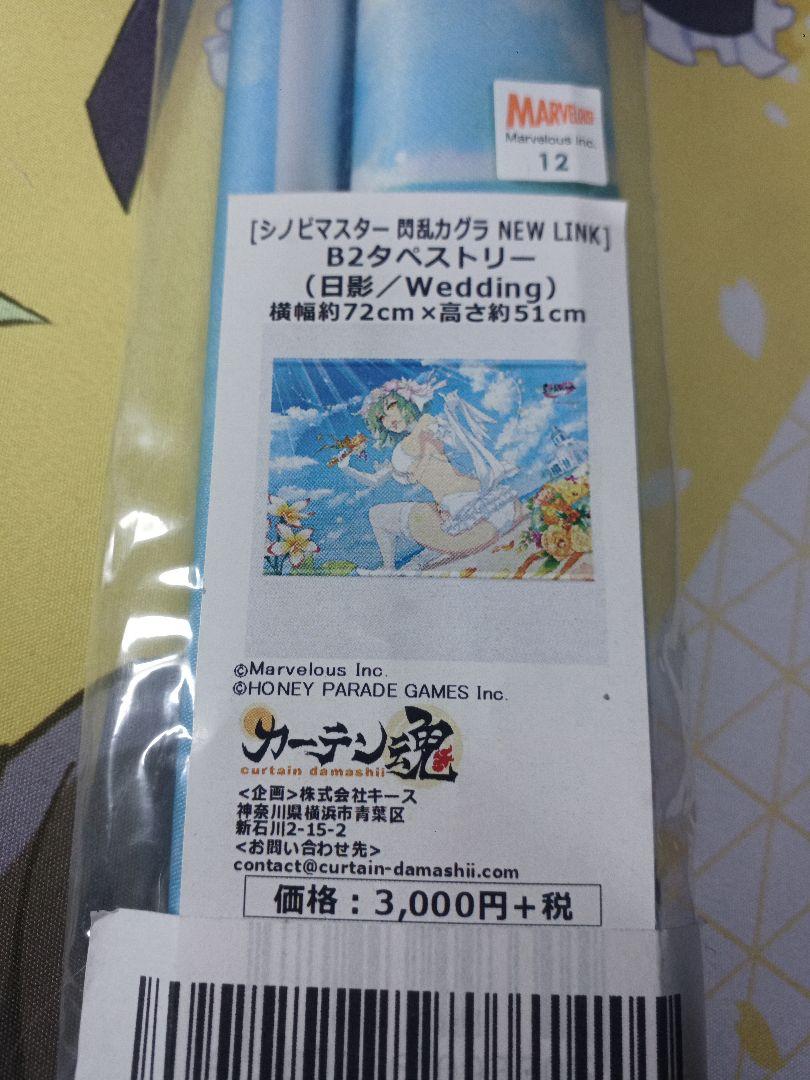 MARVELOUS!
Marvelous Inc.
12
[シノビマスター 閃乱カグラ NEW LINK]
B2タペストリー
（日影／Wedding）
横幅約72cm×高さ約51cm
©Marvelous Inc.
©HONEY PARADE GAMES Inc.
カーテン魂
curtain damashii
<企画>株式会社キース
神奈川県横浜市青葉区
新石川2-15-2
<お問い合わせ先>
contact@curtain-damashii.com
価格：3,000円＋税